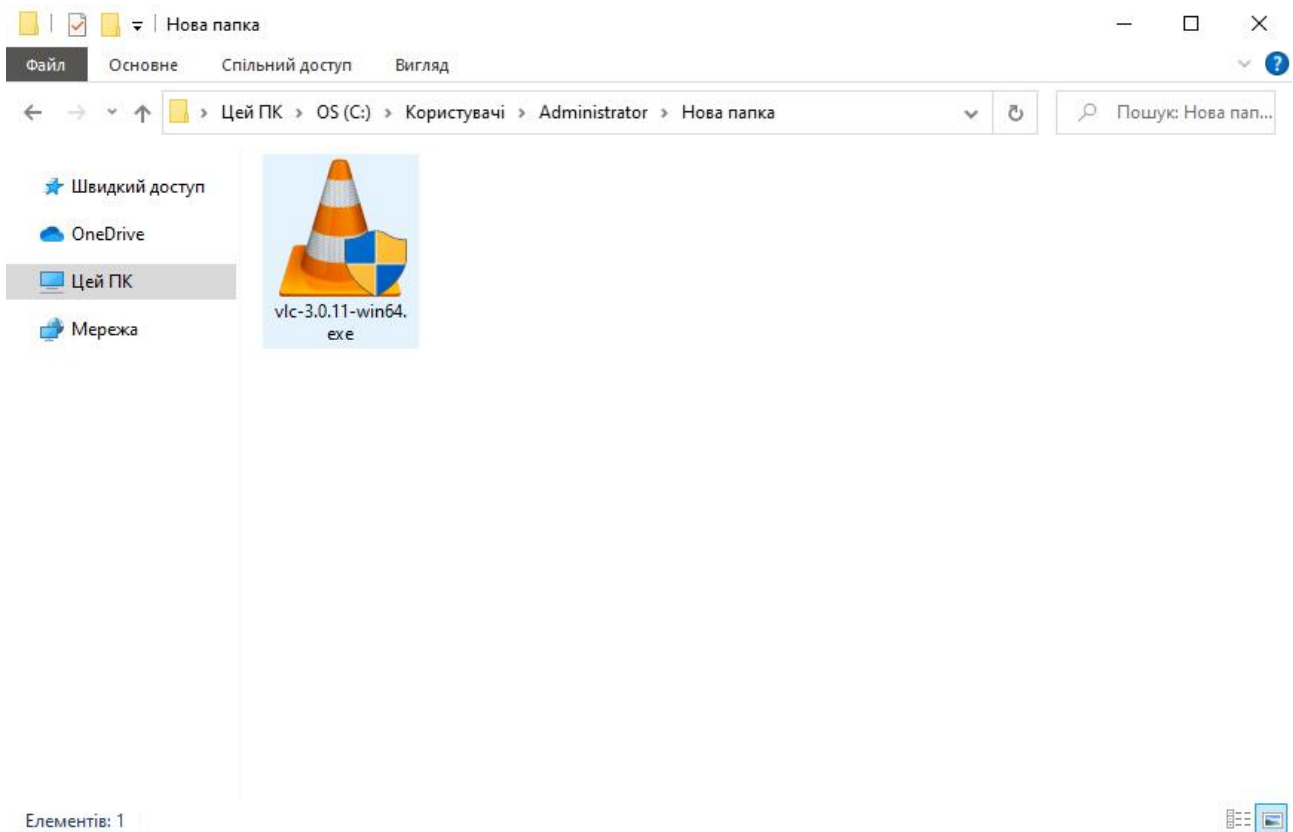 Нова папка
Файл Основне Спільний доступ Вигляд
Цей ПК OS (C:) Користувачі Administrator Нова папка Пошук: Нова пап...
Швидкий доступ
OneDrive
Цей ПК
Мережа
vlc-3.0.11-win64.
exe
Елементів: 1